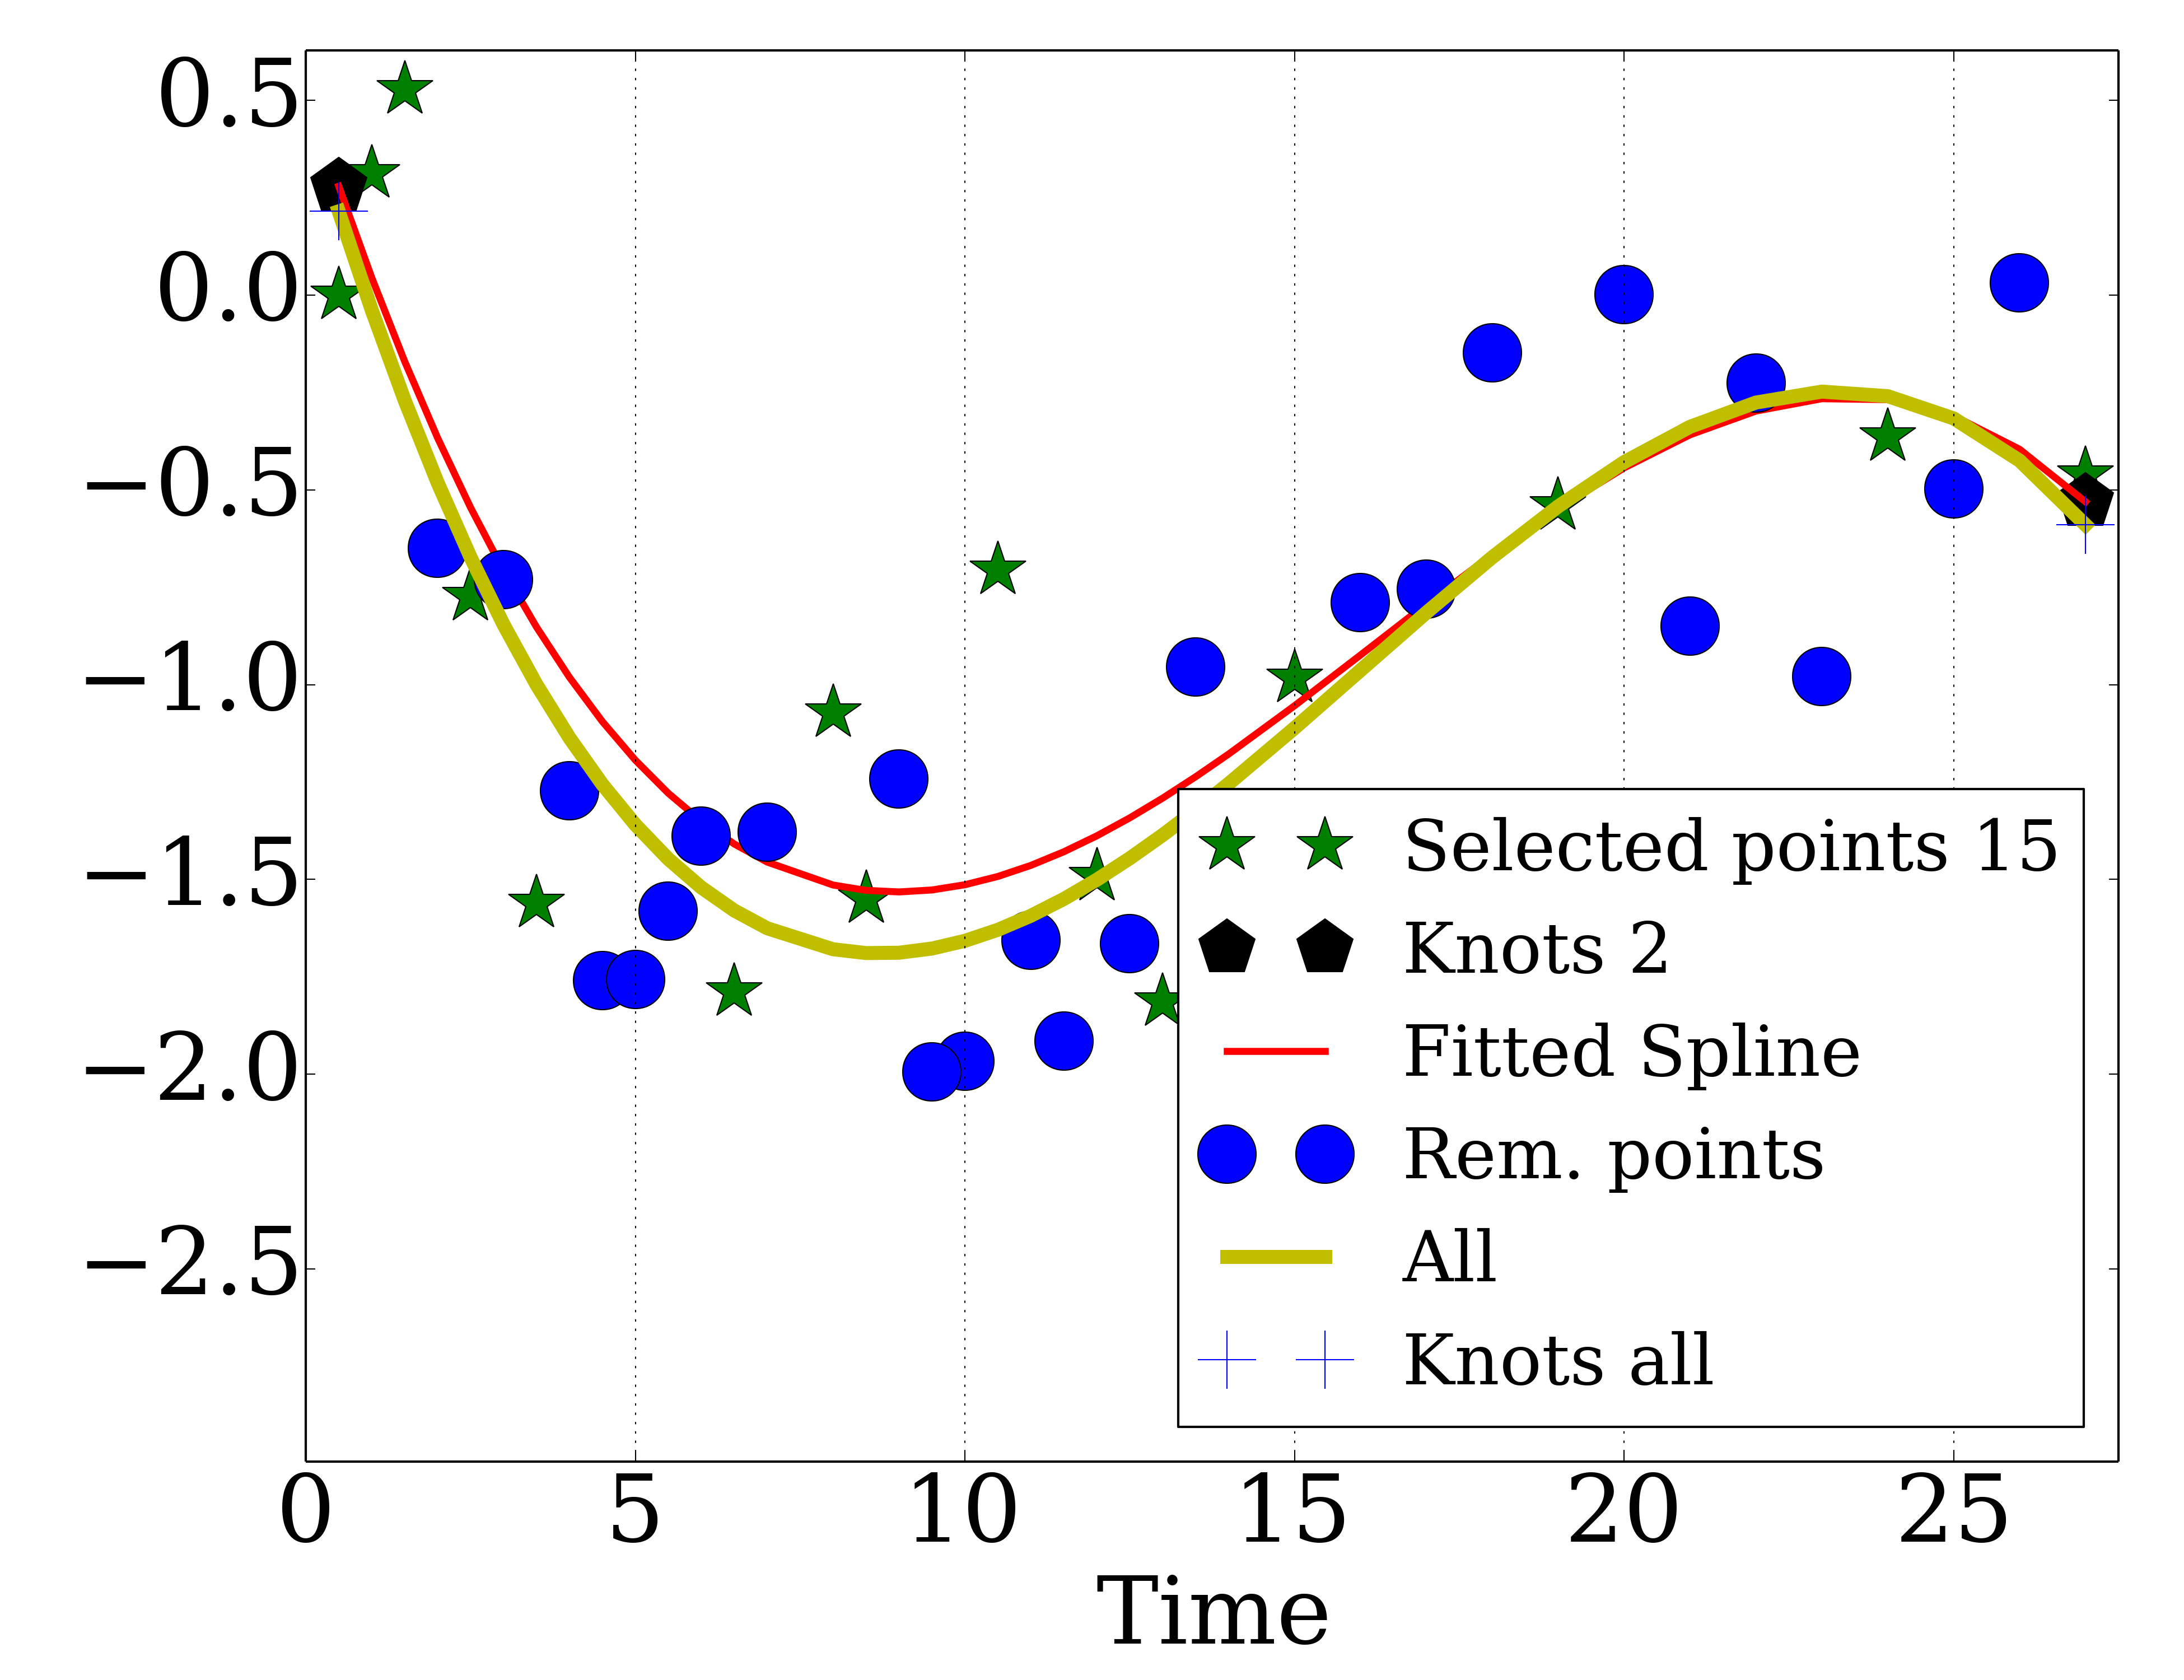 0.5
0.0
−0.5
−1.0
−1.5
−2.0
−2.5
Selected points 15
Knots 2
Fitted Spline
Rem. points
All
Knots all
0 5 10 15 20 25
Time